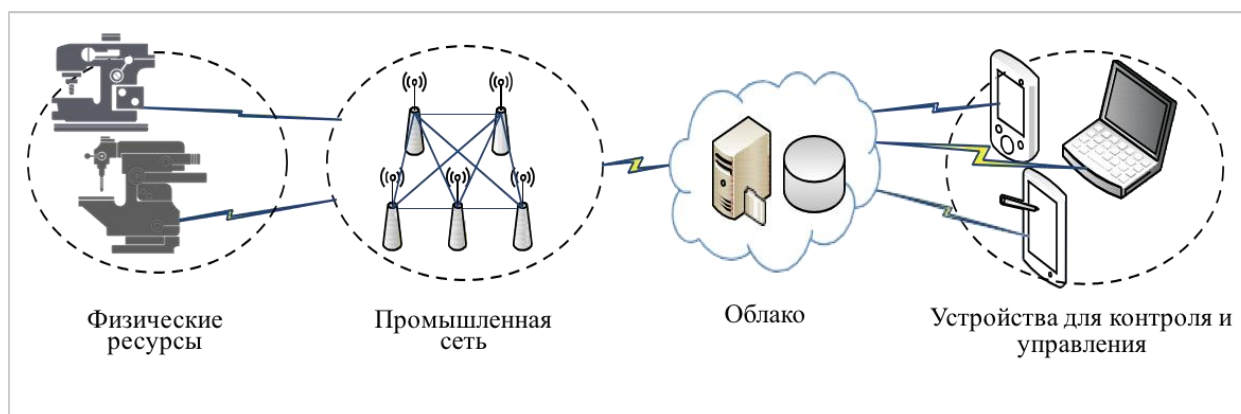 Физические
ресурсы
Промышленная
сеть
Облако
Устройства для контроля и
управления